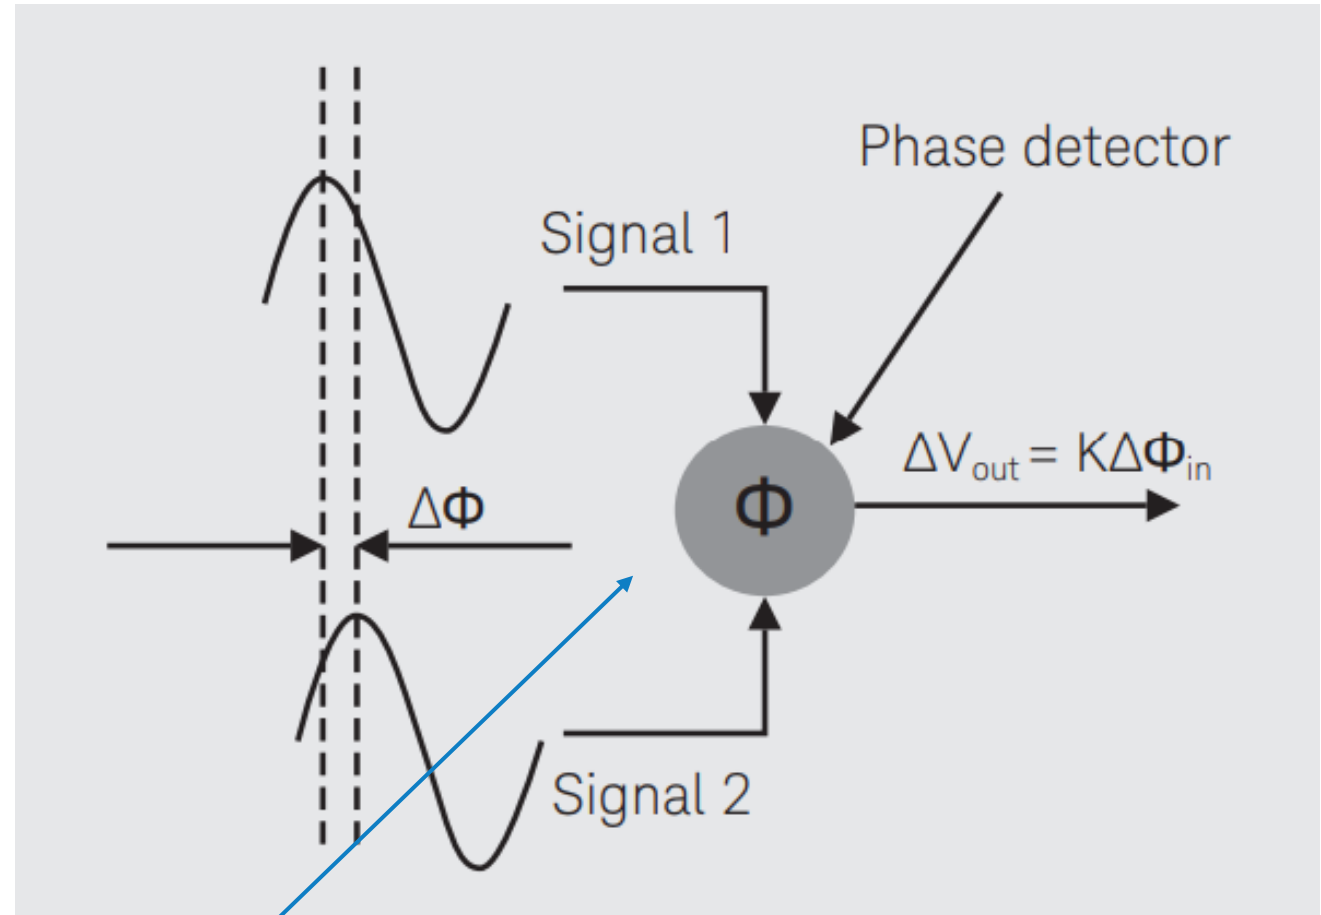 Phase detector
Signal 1
ΔV_out = KΔΦ_in
ΔΦ
Φ
Signal 2